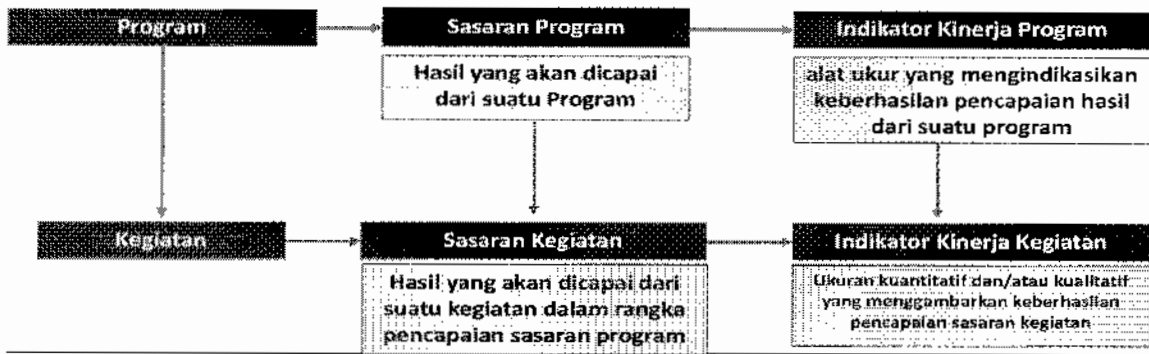 Program
Sasaran Program
Indikator Kinerja Program
Hasil yang akan dicapai
dari suatu Program
alat ukur yang mengindikasikan
keberhasilan pencapaian hasil
dari suatu program
Kegiatan
Sasaran Kegiatan
Indikator Kinerja Kegiatan
Hasil yang akan dicapai dari
suatu kegiatan dalam rangka
pencapaian sasaran program
Ukuran kuantitatif dan/atau kualitatif
yang menggambarkan keberhasilan
pencapaian sasaran kegiatan